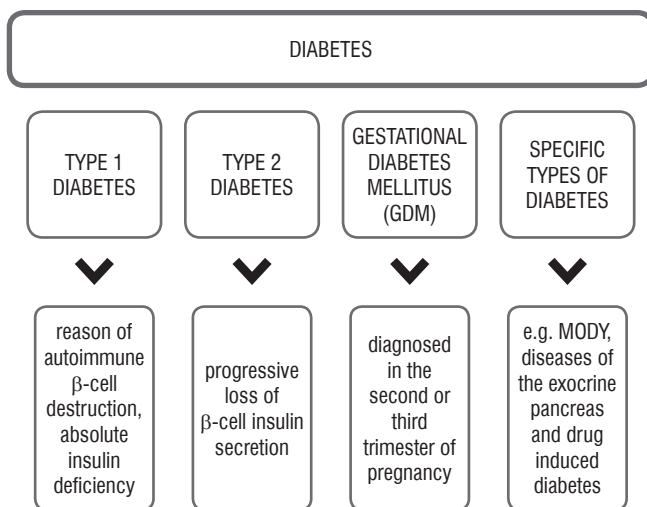 DIABETES
TYPE 1
DIABETES
TYPE 2
DIABETES
GESTATIONAL
DIABETES
MELLITUS
(GDM)
SPECIFIC
TYPES OF
DIABETES
reason of
autoimmune
β-cell
destruction,
absolute
insulin
deficiency
progressive
loss of
β-cell insulin
secretion
diagnosed
in the
second or
third
trimester of
pregnancy
e.g. MODY,
diseases of
the exocrine
pancreas
and drug
induced
diabetes